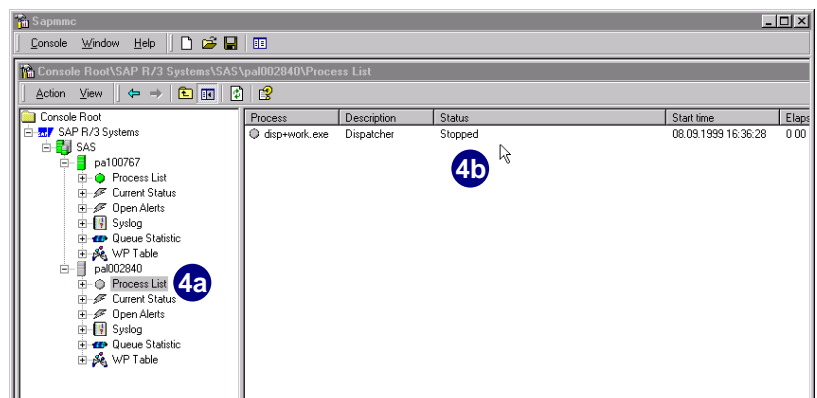 Sapmmc
Console Window Help
Console Root\SAP R/3 Systems\SAS\pal002840\Process List
Action View
Console Root
SAP R/3 Systems
SAS
pa100767
Process List
Current Status
Open Alerts
Syslog
Queue Statistic
WP Table
pal002840
Process List
4a
Current Status
Open Alerts
Syslog
Queue Statistic
WP Table
Process Description Status Start time Elaps
disp+work.exe Dispatcher Stopped 08.09.1999 16:36:28 0 00
4b